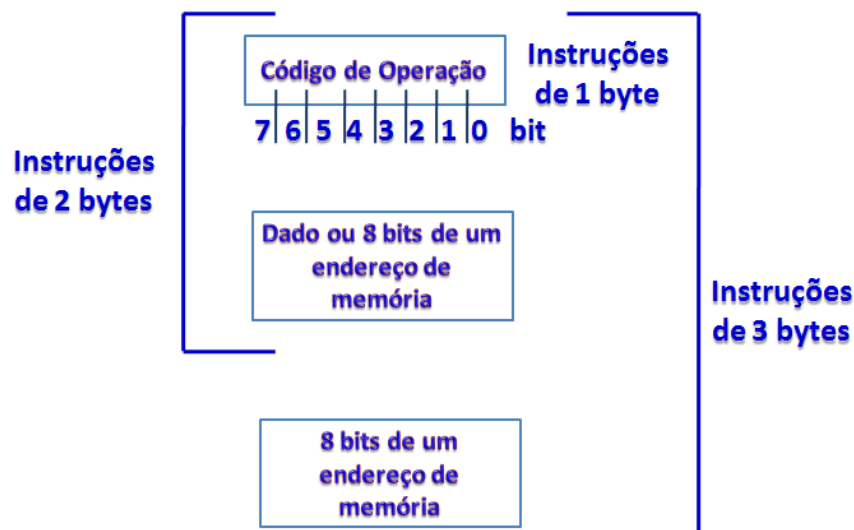 Código de Operação
7 6 5 4 3 2 1 0 bit
Instruções
de 1 byte
Instruções
de 2 bytes
Dado ou 8 bits de um
endereço de
memória
Instruções
de 3 bytes
8 bits de um
endereço de
memória